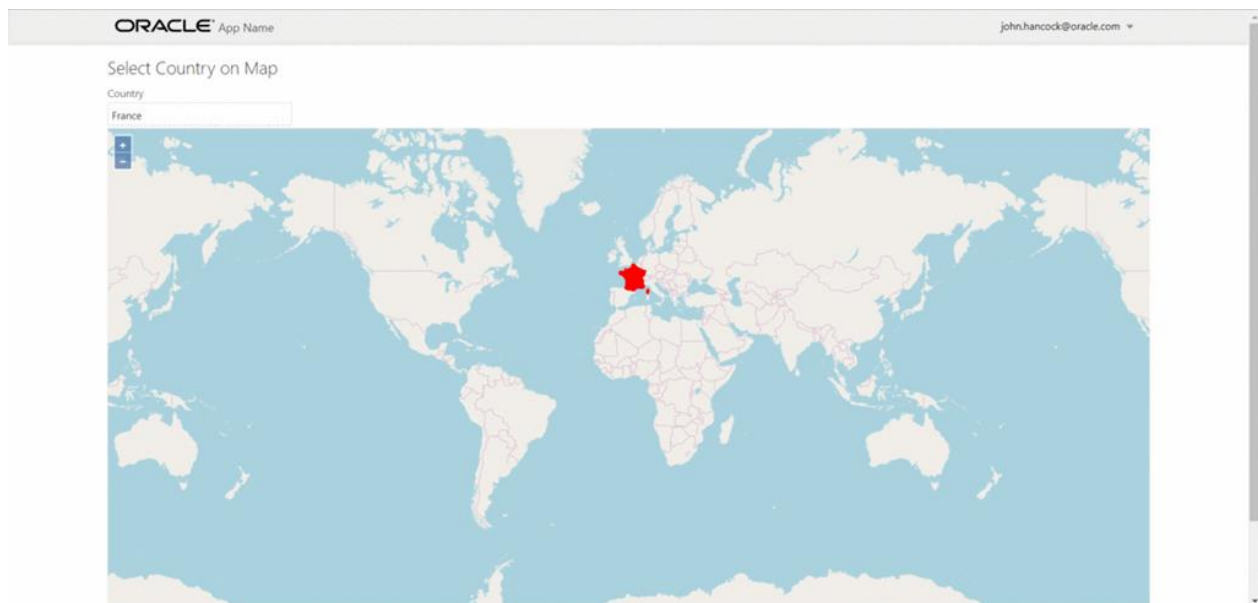 ORACLE® App Name
john.hancock@oracle.com
Select Country on Map
Country
France
+
−